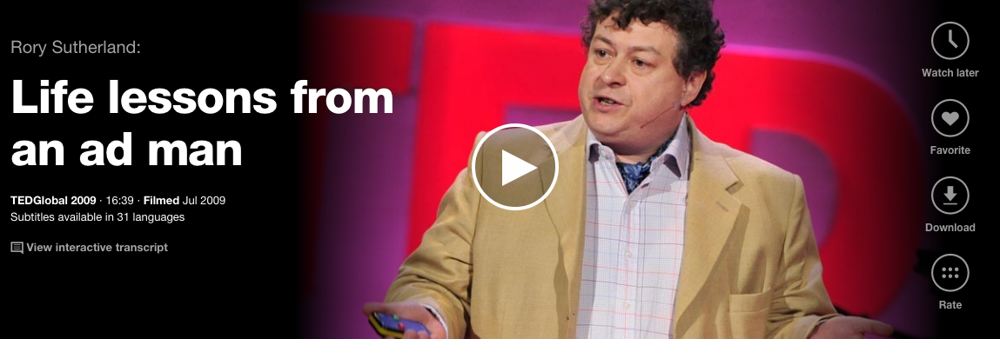 Rory Sutherland:
Life lessons from
an ad man
TEDGlobal 2009 · 16:39 · Filmed Jul 2009
Subtitles available in 31 languages
View interactive transcript
TED
Watch later
Favorite
Download
Rate